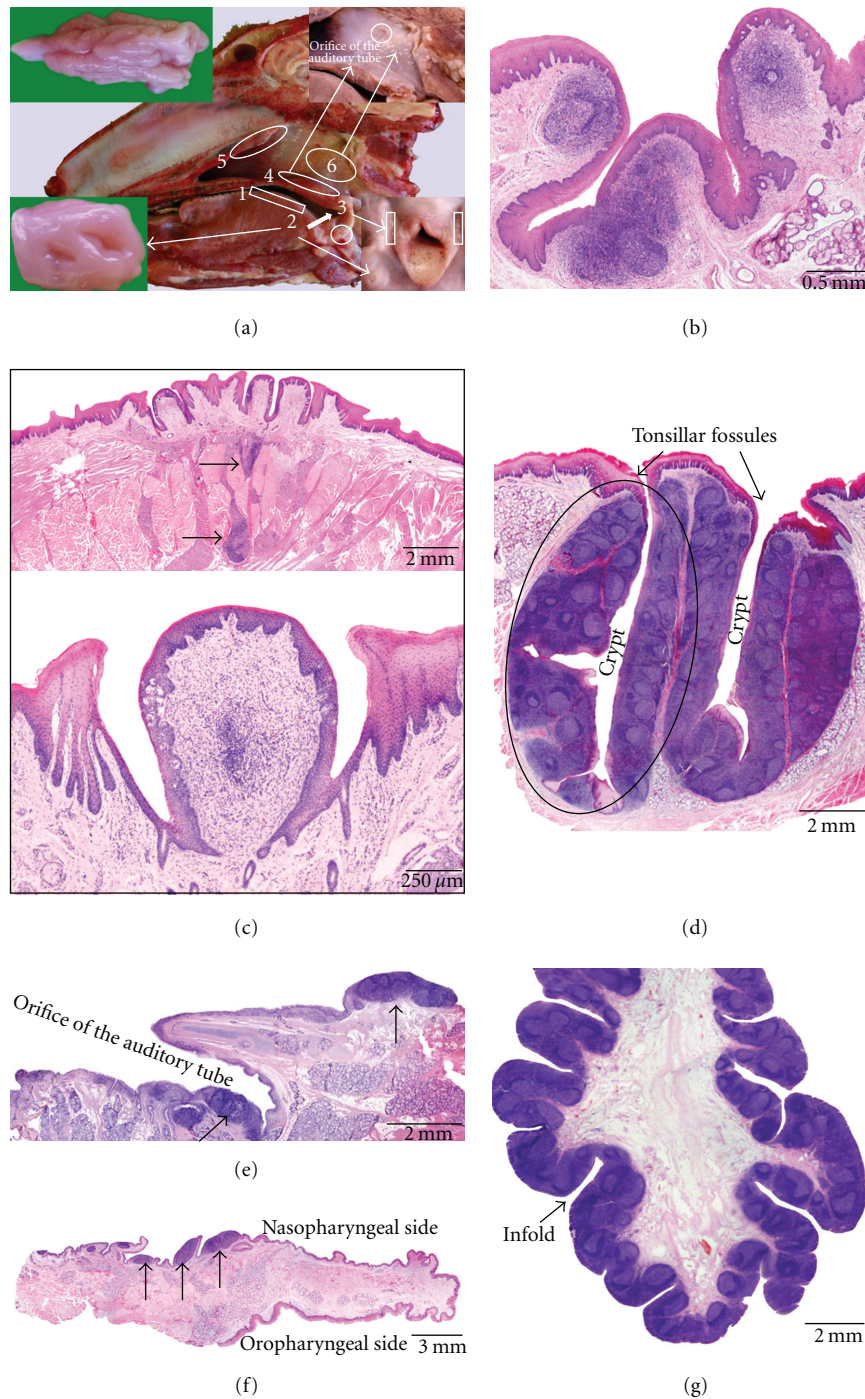 Orifice of the
auditory tube
5
6
4
1
2
3
(a)
0.5 mm
(b)
2 mm
250 µm
(c)
Tonsillar fossules
Crypt
Crypt
2 mm
(d)
Orifice of the auditory tube
2 mm
(e)
Nasopharyngeal side
Oropharyngeal side
3 mm
(f)
Infold
2 mm
(g)